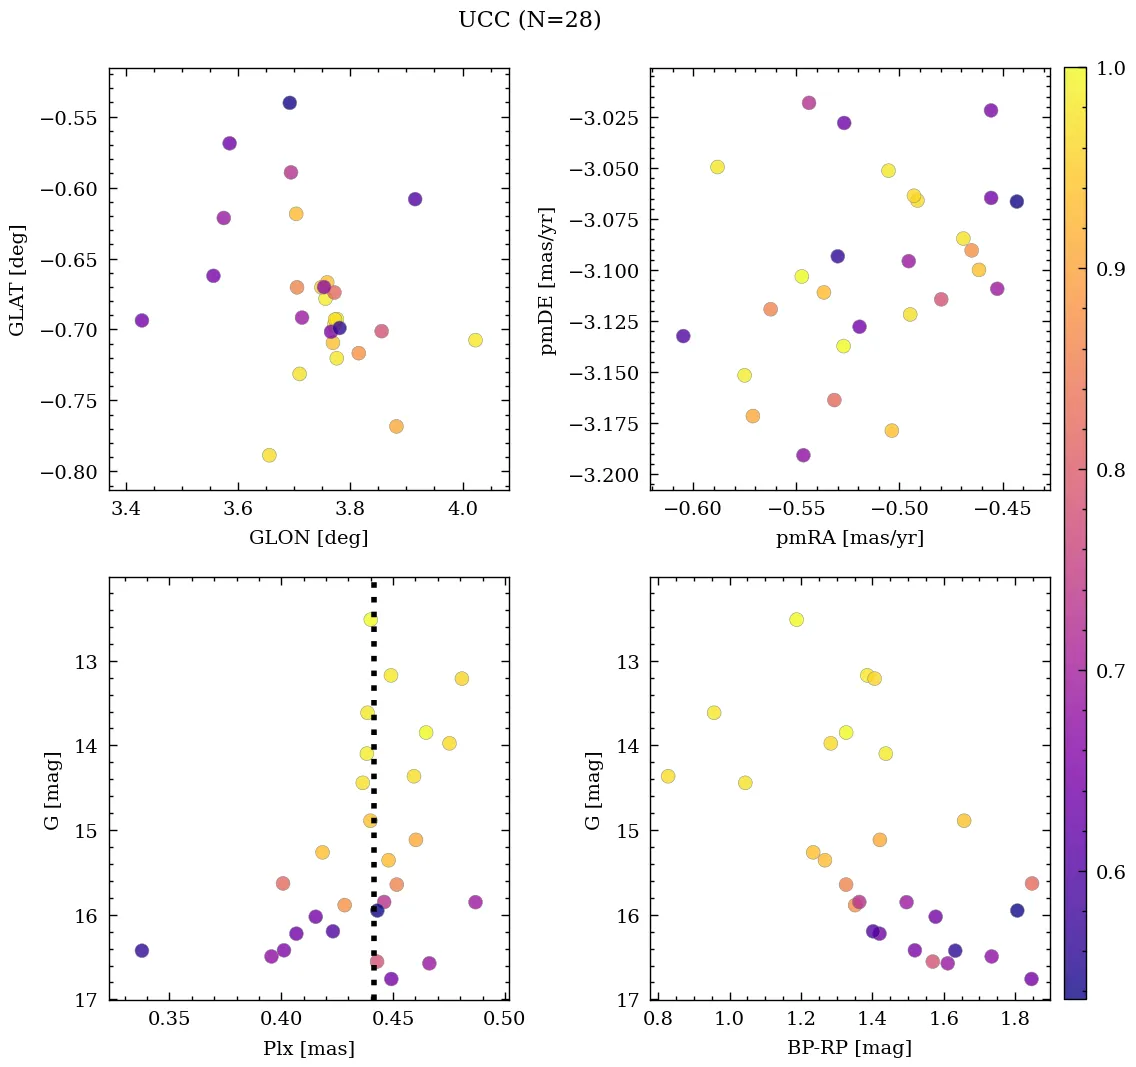 UCC (N=28)
−0.55
−0.60
−0.65
−0.70
−0.75
−0.80
GLAT [deg]
3.4 3.6 3.8 4.0
GLON [deg]
−3.025
−3.050
−3.075
−3.100
−3.125
−3.150
−3.175
−3.200
pmDE [mas/yr]
−0.60 −0.55 −0.50 −0.45
pmRA [mas/yr]
1.0
0.9
0.8
0.7
0.6
13
14
15
16
17
G [mag]
0.35 0.40 0.45 0.50
Plx [mas]
13
14
15
16
17
G [mag]
0.8 1.0 1.2 1.4 1.6 1.8
BP-RP [mag]